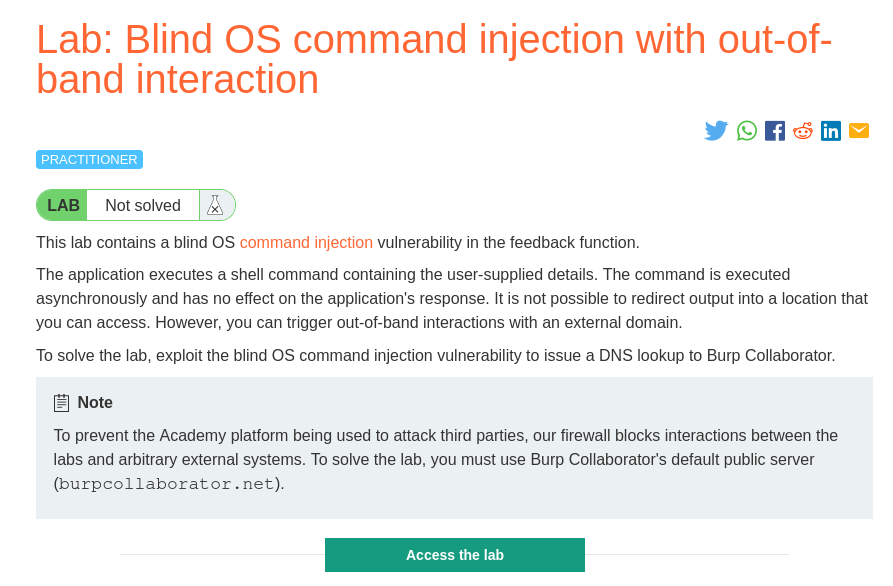 Lab: Blind OS command injection with out-of-
band interaction
PRACTITIONER
LAB Not solved
This lab contains a blind OS command injection vulnerability in the feedback function.
The application executes a shell command containing the user-supplied details. The command is executed
asynchronously and has no effect on the application's response. It is not possible to redirect output into a location that
you can access. However, you can trigger out-of-band interactions with an external domain.
To solve the lab, exploit the blind OS command injection vulnerability to issue a DNS lookup to Burp Collaborator.
Note
To prevent the Academy platform being used to attack third parties, our firewall blocks interactions between the
labs and arbitrary external systems. To solve the lab, you must use Burp Collaborator's default public server
(burpcollaborator.net).
Access the lab